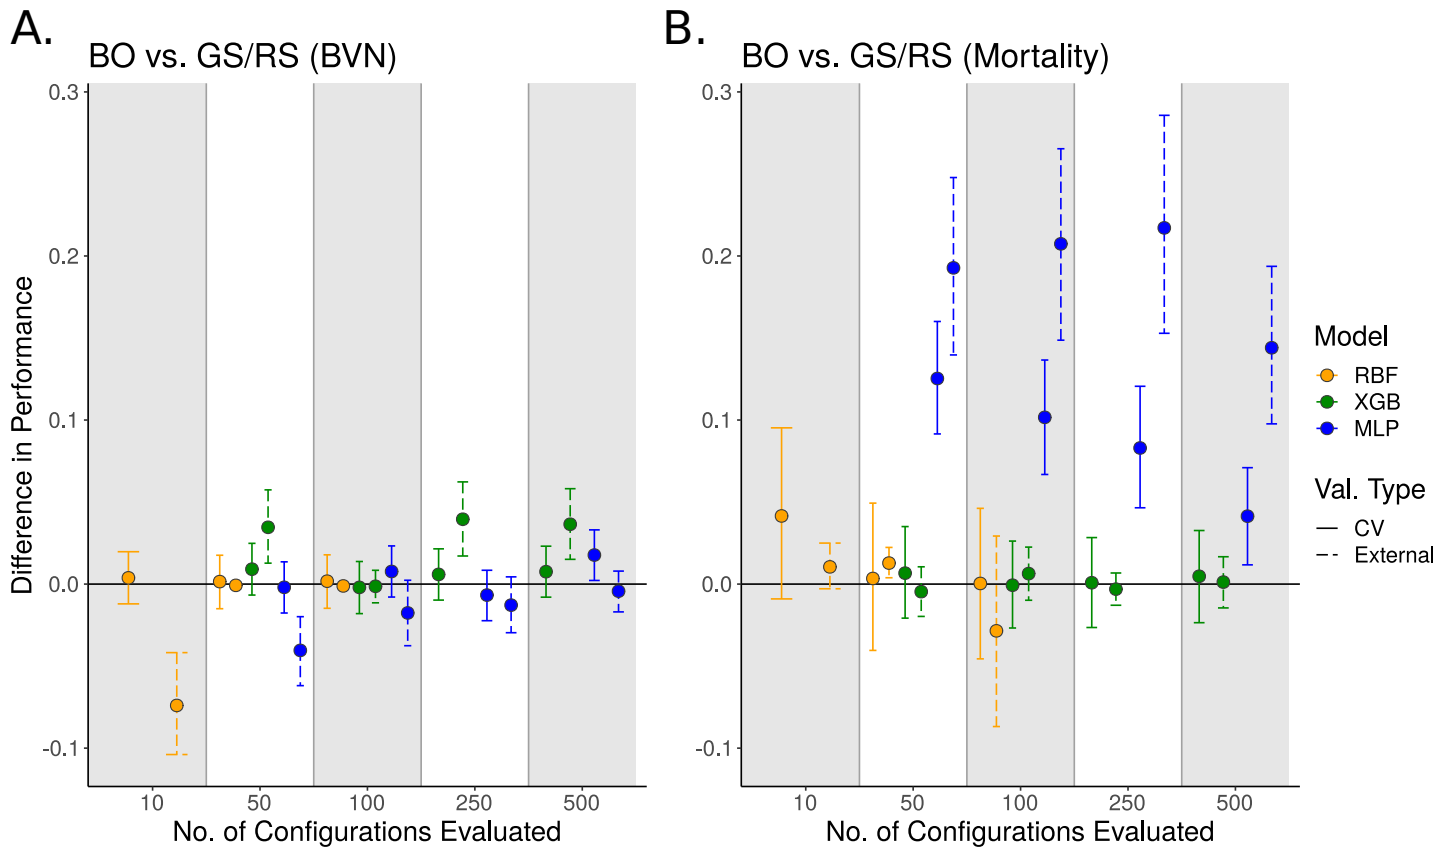 A.
BO vs. GS/RS (BVN)
0.3
0.2
0.1
0.0
-0.1
Difference in Performance
10 50 100 250 500
No. of Configurations Evaluated
B.
BO vs. GS/RS (Mortality)
0.3
0.2
0.1
0.0
-0.1
10 50 100 250 500
No. of Configurations Evaluated
Model
RBF
XGB
MLP
Val. Type
CV
External